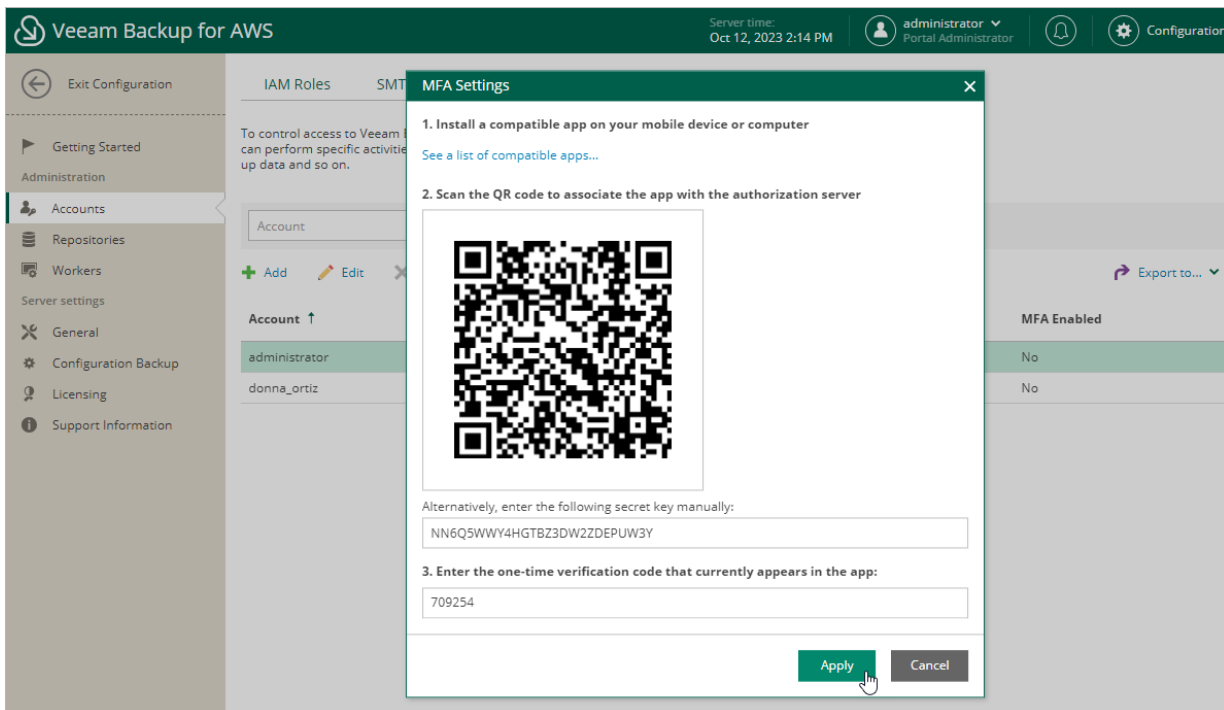 Veeam Backup for AWS
Server time:
Oct 12, 2023 2:14 PM
administrator
Portal Administrator
Configuration
Exit Configuration
Getting Started
Administration
Accounts
Repositories
Workers
Server settings
General
Configuration Backup
Licensing
Support Information
IAM Roles
SMT
To control access to Veeam
can perform specific activitie
up data and so on.
Account
Add
Edit
Export to...
Account ↑
MFA Enabled
administrator
No
donna_ortiz
No
MFA Settings
1. Install a compatible app on your mobile device or computer
See a list of compatible apps...
2. Scan the QR code to associate the app with the authorization server
Alternatively, enter the following secret key manually:
NN6Q5WWY4HGTBZ3DW2ZDEPUW3Y
3. Enter the one-time verification code that currently appears in the app:
709254
Apply
Cancel